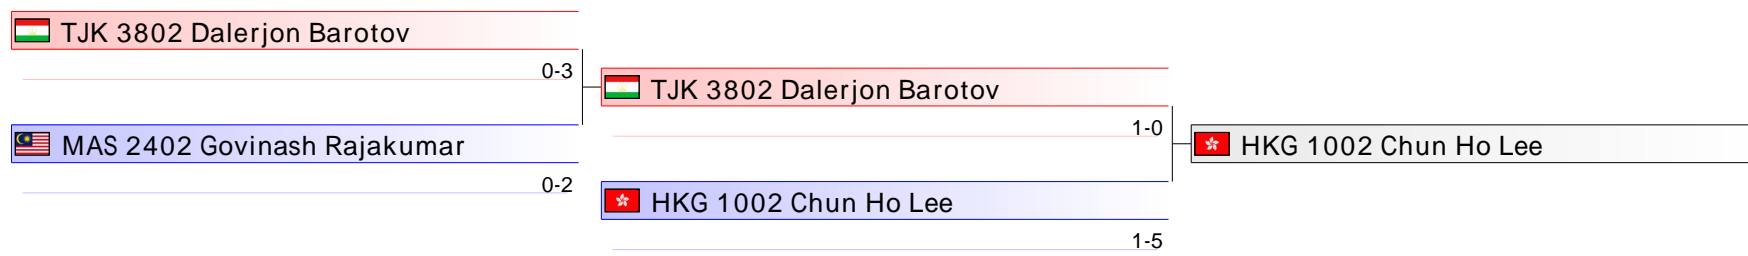 TJK 3802 Dalerjon Barotov
0-3
MAS 2402 Govinash Rajakumar
0-2
TJK 3802 Dalerjon Barotov
1-0
HKG 1002 Chun Ho Lee
1-5
HKG 1002 Chun Ho Lee